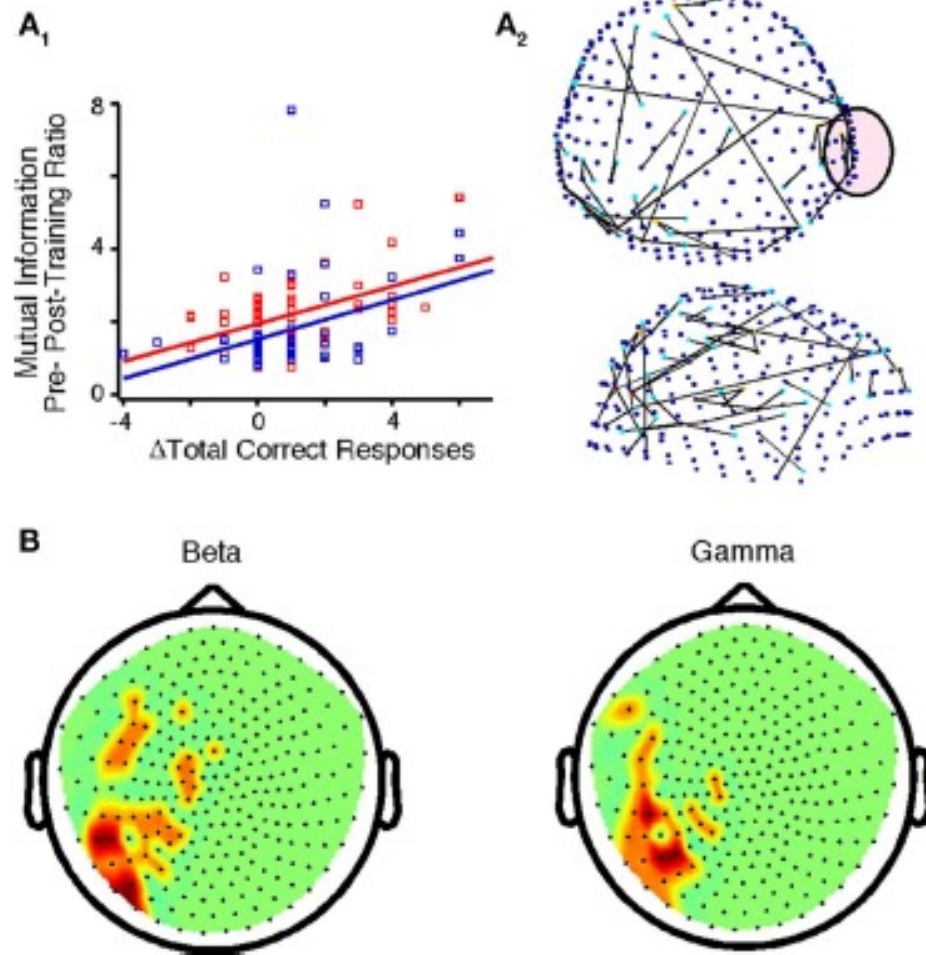 A1
A2
Mutual Information
Pre- Post-Training Ratio
8
4
0
-4
0
4
ΔTotal Correct Responses
B
Beta
Gamma